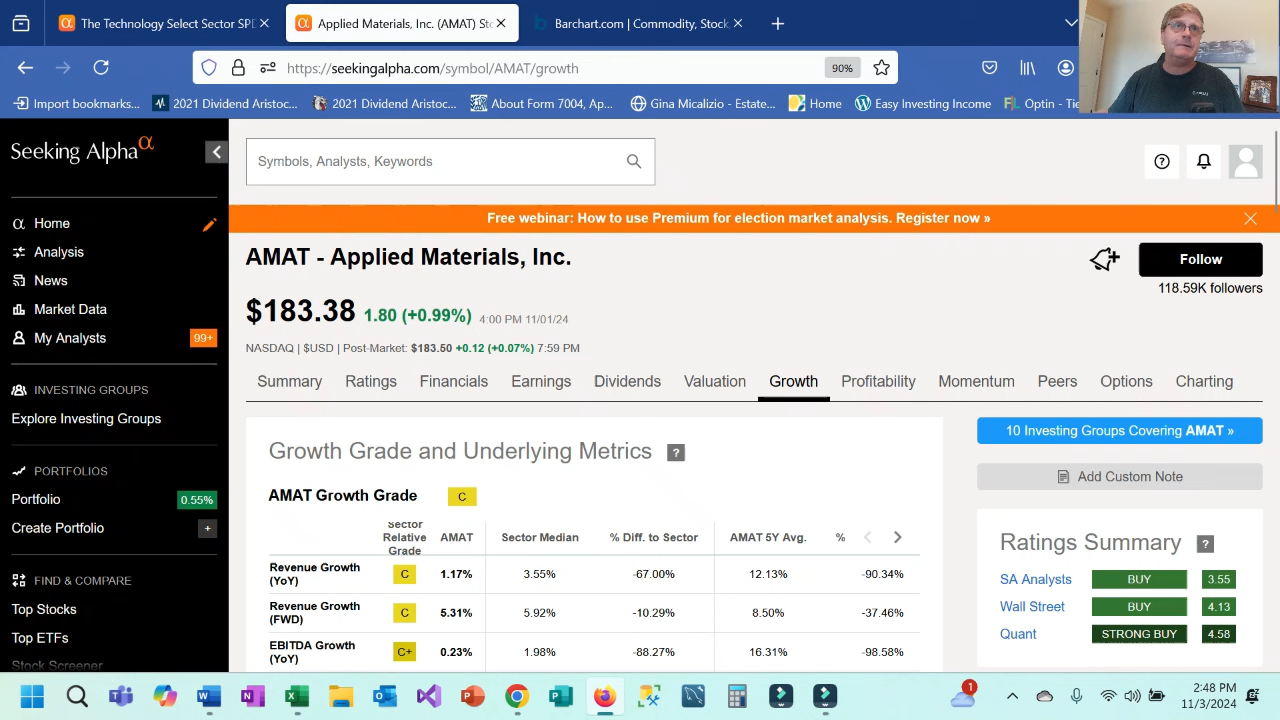 The Technology Select Sector SPD
Applied Materials, Inc. (AMAT) Sto
Barchart.com | Commodity, Stock
https://seekingalpha.com/symbol/AMAT/growth
90%
Import bookmarks...
2021 Dividend Aristoc...
2021 Dividend Aristoc...
About Form 7004, Ap...
Gina Micalizio - Estate...
Home
Easy Investing Income
Optin - Tie
Seeking Alpha α
Symbols, Analysts, Keywords
Free webinar: How to use Premium for election market analysis. Register now »
Home
Analysis
News
Market Data
My Analysts 99+
INVESTING GROUPS
Explore Investing Groups
PORTFOLIOS
Portfolio 0.55%
Create Portfolio +
FIND & COMPARE
Top Stocks
Top ETFs
Stock Screener
AMAT - Applied Materials, Inc.
Follow
118.59K followers
$183.38 1.80 (+0.99%) 4:00 PM 11/01/24
NASDAQ | $USD | Post-Market: $183.50 +0.12 (+0.07%) 7:59 PM
Summary Ratings Financials Earnings Dividends Valuation Growth Profitability Momentum Peers Options Charting
Growth Grade and Underlying Metrics ?
AMAT Growth Grade C
Sector Relative Grade AMAT Sector Median % Diff. to Sector AMAT 5Y Avg. %
Revenue Growth (YoY) C 1.17% 3.55% -67.00% 12.13% -90.34%
Revenue Growth (FWD) C 5.31% 5.92% -10.29% 8.50% -37.46%
EBITDA Growth (YoY) C+ 0.23% 1.98% -88.27% 16.31% -98.58%
10 Investing Groups Covering AMAT »
Add Custom Note
Ratings Summary ?
SA Analysts BUY 3.55
Wall Street BUY 4.13
Quant STRONG BUY 4.58
1
2:48 PM
11/3/2024